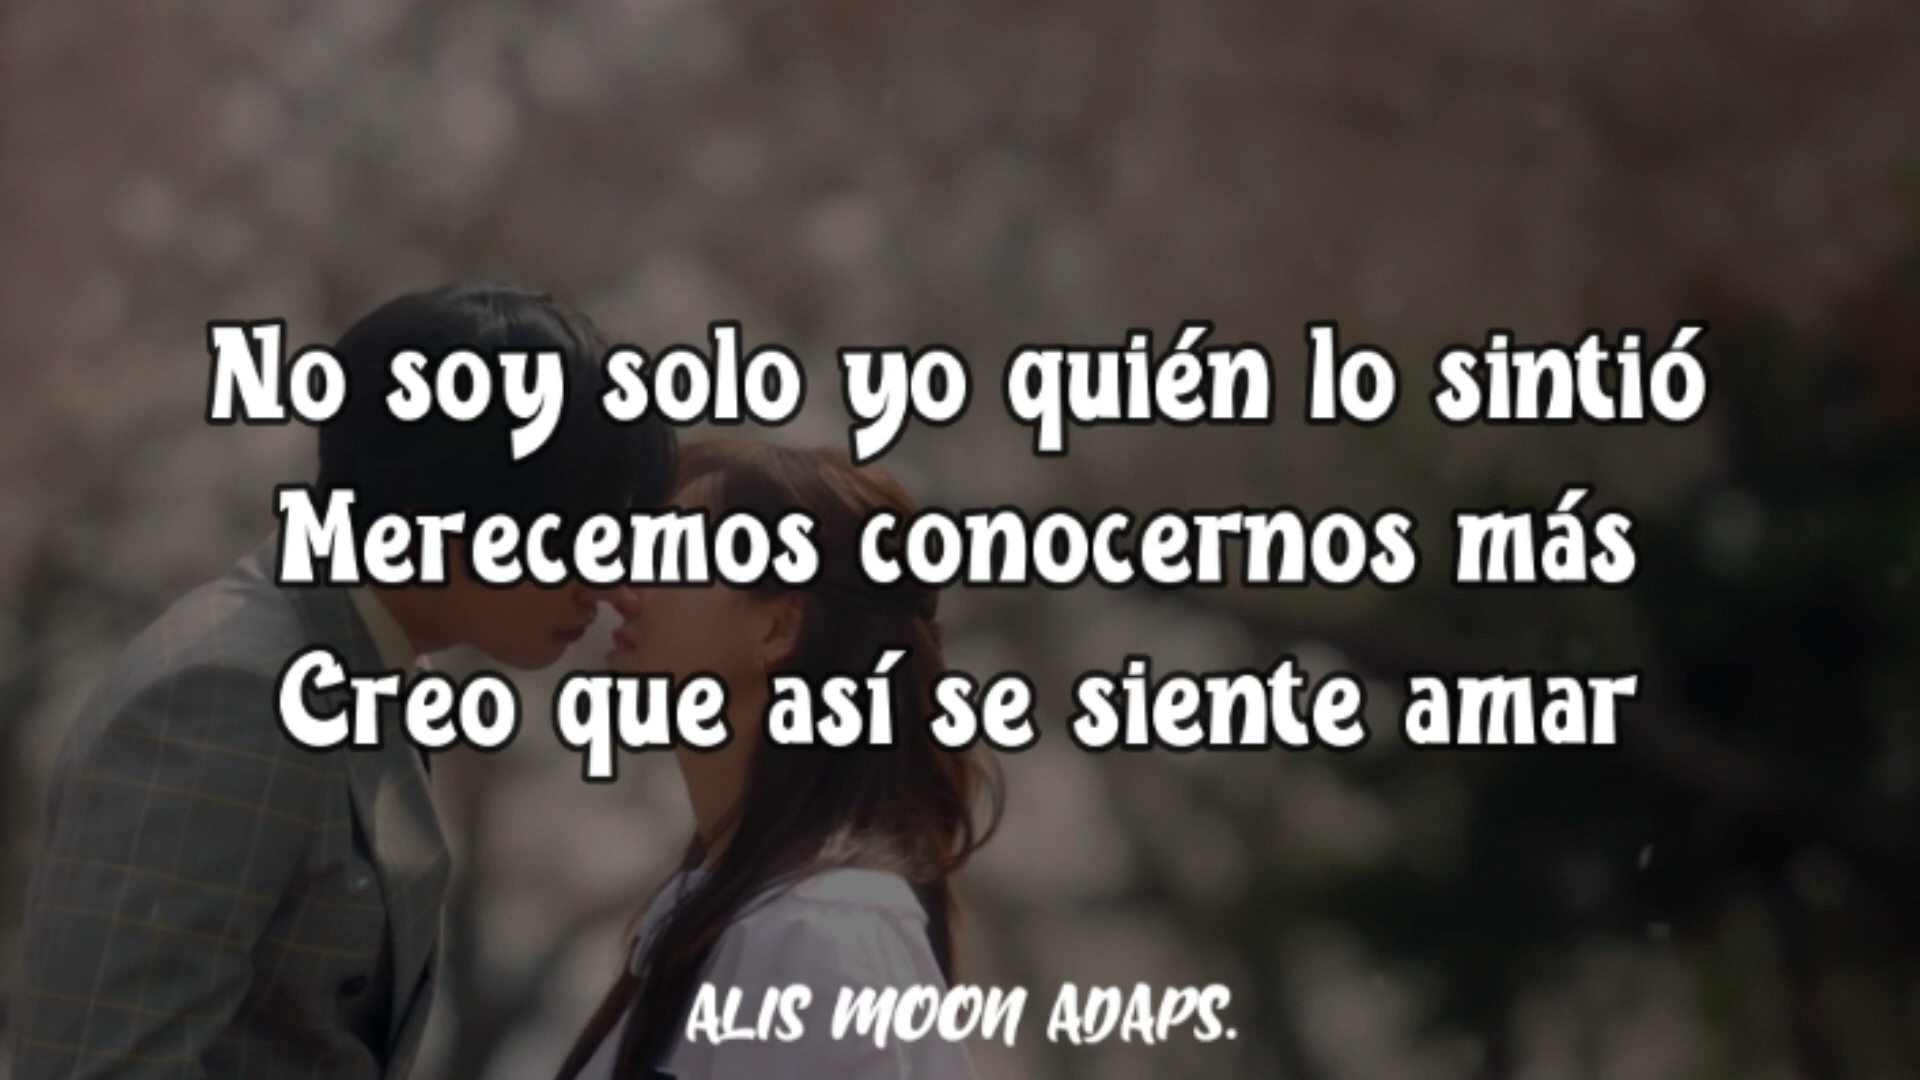 No soy solo yo quién lo sintió
Merecemos conocernos más
Creo que así se siente amar
ALIS MOON ADAPS.